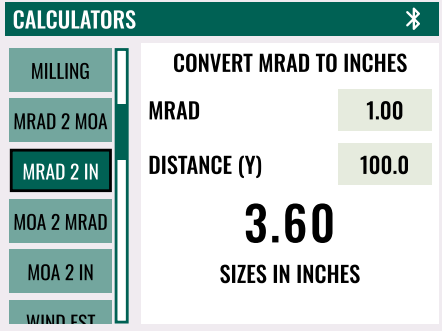 CALCULATORS
MILLING
MRAD 2 MOA
MRAD 2 IN
MOA 2 MRAD
MOA 2 IN
WIND EST
CONVERT MRAD TO INCHES
MRAD 1.00
DISTANCE (Y) 100.0
3.60
SIZES IN INCHES